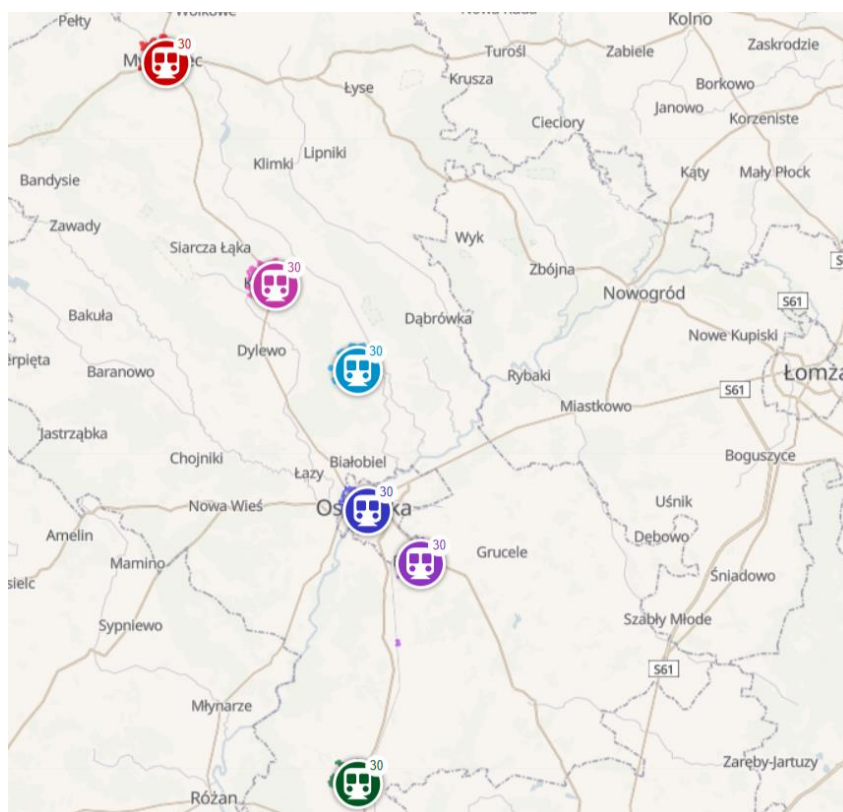 Pełty
Kolno
30
Turośl
Zabiele
Zaskrodzie
Krusza
Łyse
Borkowo
Janowo
Korzeniste
Cieciory
Lipniki
Klimki
Kąty
Mały Płock
Bandysie
Zawady
Siarcza Łąka
Wyk
Zbójna
30
S61
Nowogród
Bakuła
Dąbrówka
Nowe Kupiski
Dylewo
30
Baranowo
Rybaki
Łomża
S61
Miastkowo
Jastrząbka
Chojniki
Białobiel
Boguszyce
Łazy
30
Nowa Wieś
Uśnik
Amelin
Dębowo
30
Grucele
Mamino
Śniadowo
Sypniewo
Szabły Młode
S61
Młynarze
Zaręby-Jartuzy
30
Różan